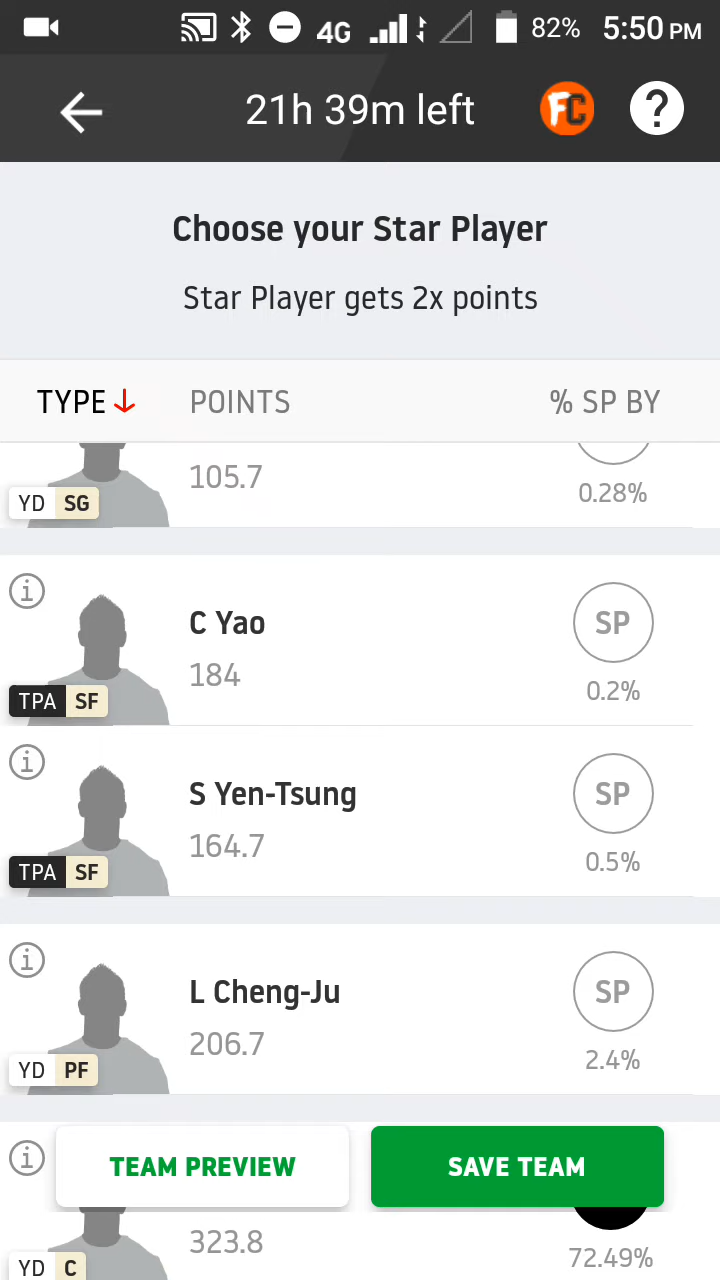 4G 82% 5:50 PM
21h 39m left FC ?
Choose your Star Player
Star Player gets 2x points
TYPE POINTS % SP BY
105.7
YD SG 0.28%
i
C Yao SP
184
TPA SF 0.2%
i
S Yen-Tsung SP
164.7
TPA SF 0.5%
i
L Cheng-Ju SP
206.7
YD PF 2.4%
i
TEAM PREVIEW SAVE TEAM
323.8
YD C 72.49%